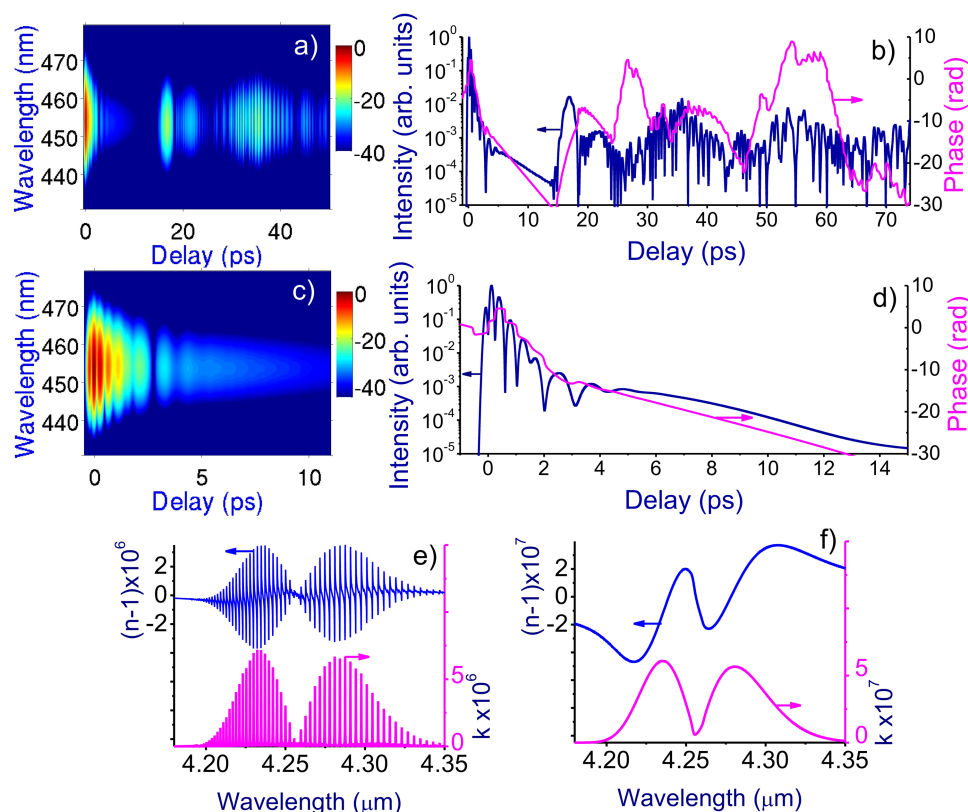 a)
Wavelength (nm)
470
460
450
440
0
20
40
Delay (ps)
0
-20
-40
b)
Intensity (arb. units)
10^0
10^-1
10^-2
10^-3
10^-4
10^-5
0 10 20 30 40 50 60 70
Delay (ps)
10
0
-10
-20
-30
Phase (rad)
c)
Wavelength (nm)
470
460
450
440
0
5
10
Delay (ps)
0
-20
-40
d)
Intensity (arb. units)
10^0
10^-1
10^-2
10^-3
10^-4
10^-5
0 2 4 6 8 10 12 14
Delay (ps)
10
0
-10
-20
-30
Phase (rad)
e)
(n-1)x10^6
2
0
-2
5
0
k x10^6
4.20 4.25 4.30 4.35
Wavelength (μm)
f)
(n-1)x10^7
2
0
-2
5
0
k x10^7
4.20 4.25 4.30 4.35
Wavelength (μm)